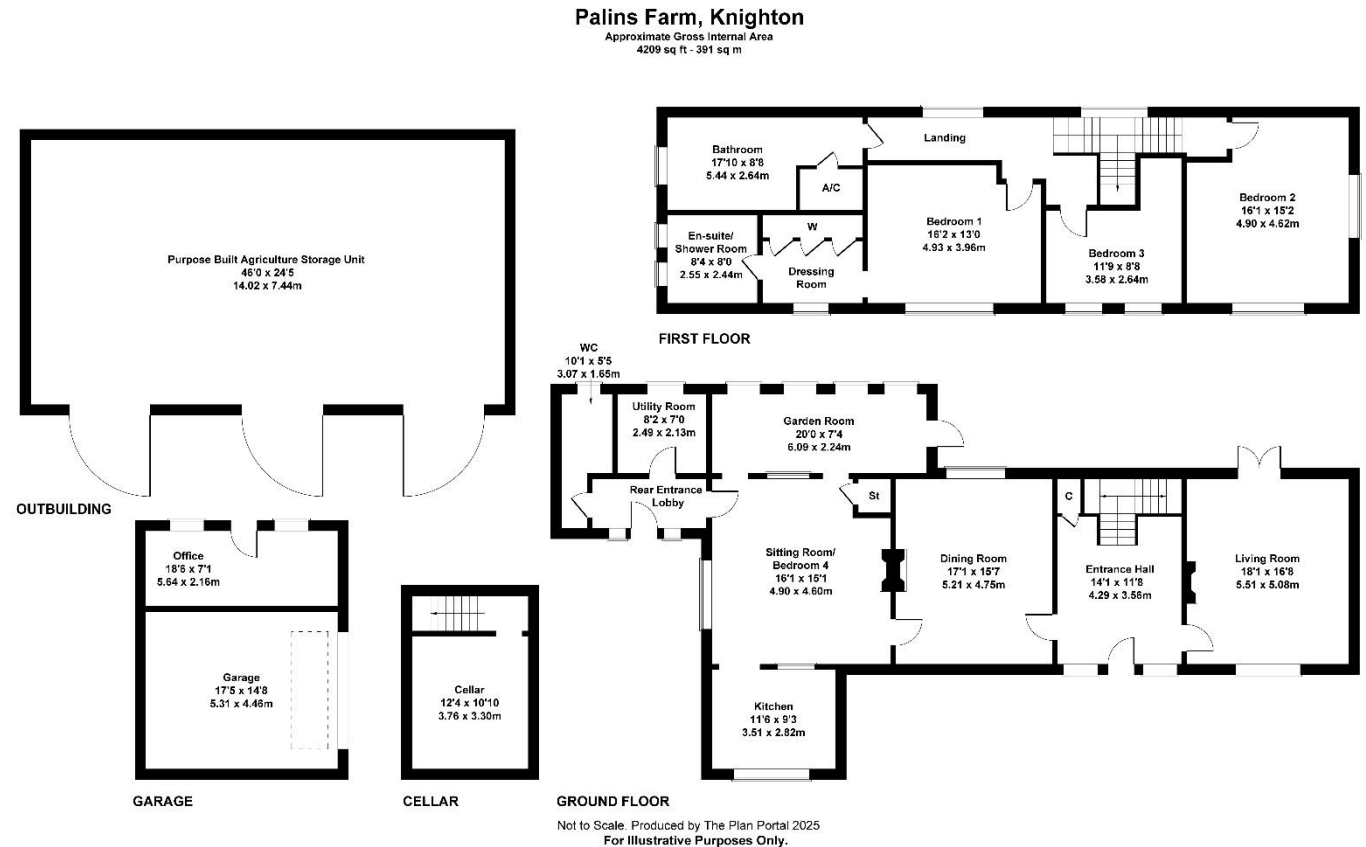 Palins Farm, Knighton
Approximate Gross Internal Area
4209 sq ft - 391 sq m
Purpose Built Agriculture Storage Unit
46'0 x 24'5
14.02 x 7.44m
OUTBUILDING
Bathroom
17'10 x 8'8
5.44 x 2.64m
A/C
Landing
En-suite/
Shower Room
8'4 x 8'0
2.55 x 2.44m
W
Dressing
Room
Bedroom 1
16'2 x 13'0
4.93 x 3.96m
Bedroom 3
11'9 x 8'8
3.58 x 2.64m
Bedroom 2
16'1 x 15'2
4.90 x 4.62m
FIRST FLOOR
WC
10'1 x 5'5
3.07 x 1.65m
Utility Room
8'2 x 7'0
2.49 x 2.13m
Garden Room
20'0 x 7'4
6.09 x 2.24m
Rear Entrance
Lobby
St
C
Sitting Room/
Bedroom 4
16'1 x 15'1
4.90 x 4.60m
Dining Room
17'1 x 15'7
5.21 x 4.75m
Entrance Hall
14'1 x 11'8
4.29 x 3.56m
Living Room
18'1 x 16'8
5.51 x 5.08m
Kitchen
11'6 x 9'3
3.51 x 2.82m
Office
18'6 x 7'1
5.64 x 2.16m
Garage
17'5 x 14'8
5.31 x 4.46m
GARAGE
Cellar
12'4 x 10'10
3.76 x 3.30m
CELLAR
GROUND FLOOR
Not to Scale. Produced by The Plan Portal 2025
For Illustrative Purposes Only.